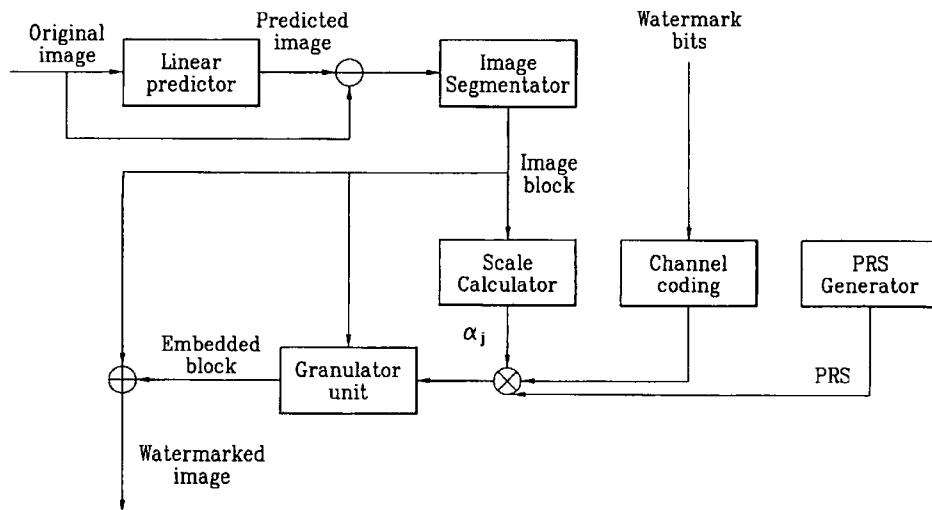 Original
image
Linear
predictor
Predicted
image
Image
Segmentator
Watermark
bits
Image
block
Scale
Calculator
Channel
coding
PRS
Generator
αj
Embedded
block
Granulator
unit
PRS
Watermarked
image